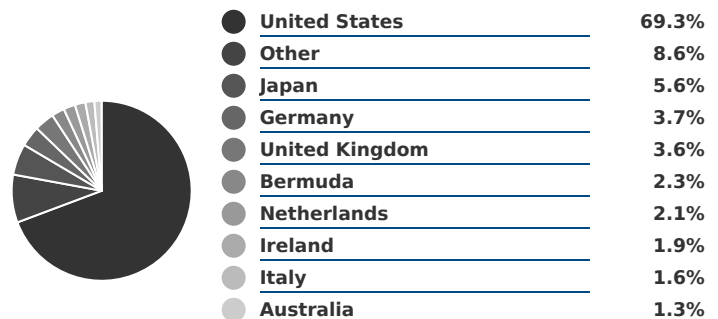 United States 69.3%
Other 8.6%
Japan 5.6%
Germany 3.7%
United Kingdom 3.6%
Bermuda 2.3%
Netherlands 2.1%
Ireland 1.9%
Italy 1.6%
Australia 1.3%